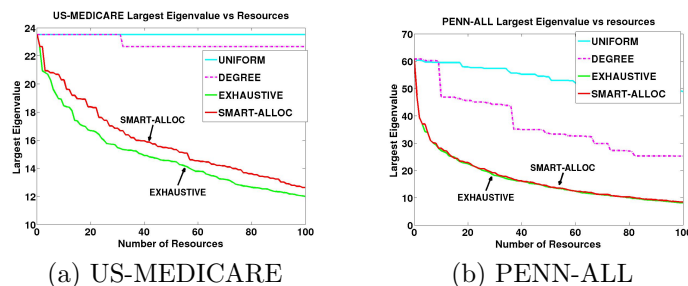 US-MEDICARE Largest Eigenvalue vs Resources
24
22
20
18
16
14
12
0 20 40 60 80 100
Largest Eigenvalue
Number of Resources
UNIFORM
DEGREE
EXHAUSTIVE
SMART-ALLOC
SMART-ALLOC
EXHAUSTIVE
(a) US-MEDICARE
PENN-ALL Largest Eigenvalue vs resources
70
60
50
40
30
20
10
0
0 20 40 60 80 100
Largest Eigenvalue
Number of Resources
UNIFORM
DEGREE
EXHAUSTIVE
SMART-ALLOC
SMART-ALLOC
EXHAUSTIVE
(b) PENN-ALL